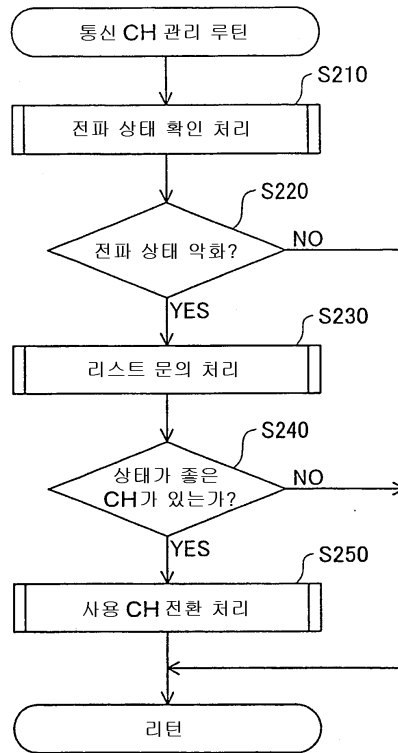 통신 CH 관리 루틴
S210
전파 상태 확인 처리
S220
전파 상태 악화?
NO
YES
S230
리스트 문의 처리
S240
상태가 좋은
CH가 있는가?
NO
YES
S250
사용 CH 전환 처리
리턴